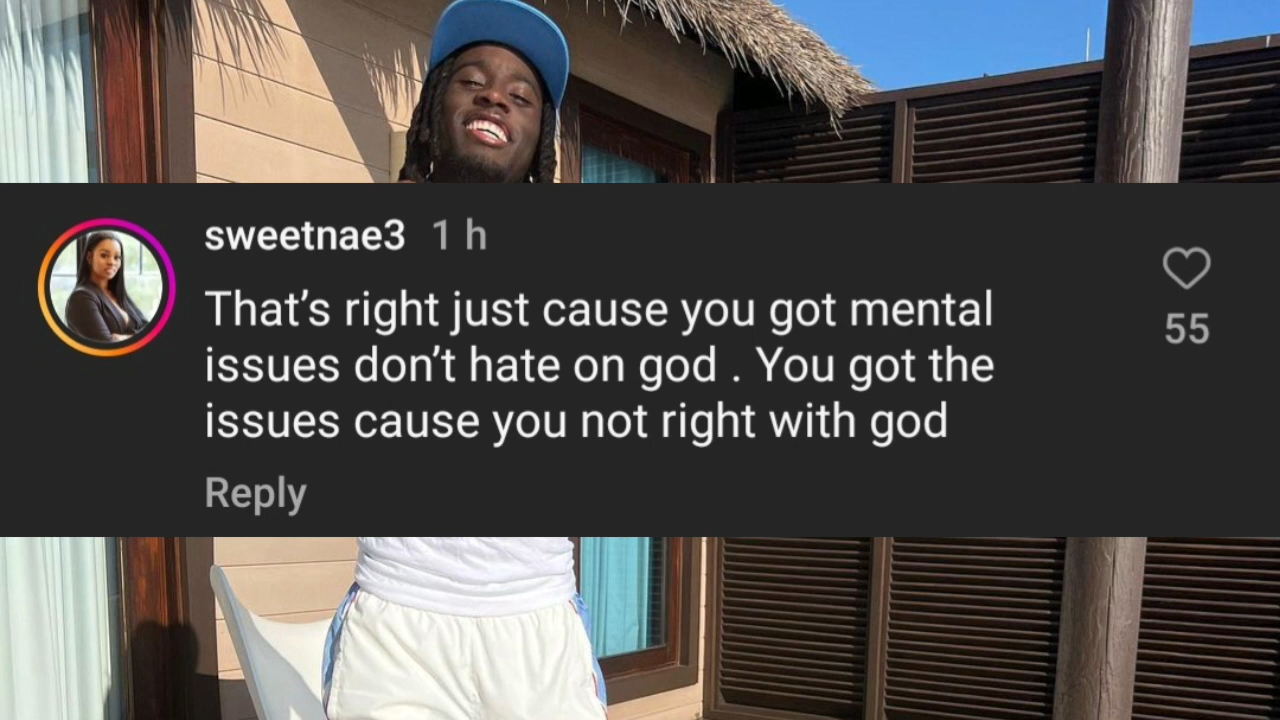 sweetnae3 1 h
That’s right just cause you got mental
issues don’t hate on god . You got the
issues cause you not right with god
55
Reply